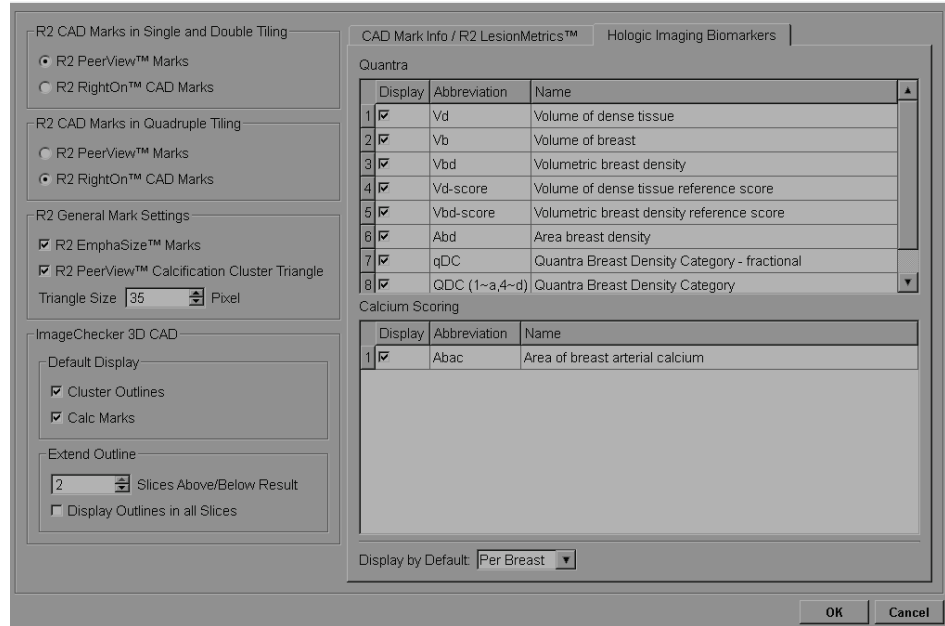 R2 CAD Marks in Single and Double Tiling
R2 PeerView™ Marks
R2 RightOn™ CAD Marks
R2 CAD Marks in Quadruple Tiling
R2 PeerView™ Marks
R2 RightOn™ CAD Marks
R2 General Mark Settings
R2 EmphaSize™ Marks
R2 PeerView™ Calcification Cluster Triangle
Triangle Size 35 Pixel
ImageChecker 3D CAD
Default Display
Cluster Outlines
Calc Marks
Extend Outline
2 Slices Above/Below Result
Display Outlines in all Slices
CAD Mark Info / R2 LesionMetrics™ Hologic Imaging Biomarkers
Quantra
Display Abbreviation Name
1 Vd Volume of dense tissue
2 Vb Volume of breast
3 Vbd Volumetric breast density
4 Vd-score Volume of dense tissue reference score
5 Vbd-score Volumetric breast density reference score
6 Abd Area breast density
7 qDC Quantra Breast Density Category - fractional
8 QDC (1~a,4~d) Quantra Breast Density Category
Calcium Scoring
Display Abbreviation Name
1 Abac Area of breast arterial calcium
Display by Default: Per Breast
OK Cancel